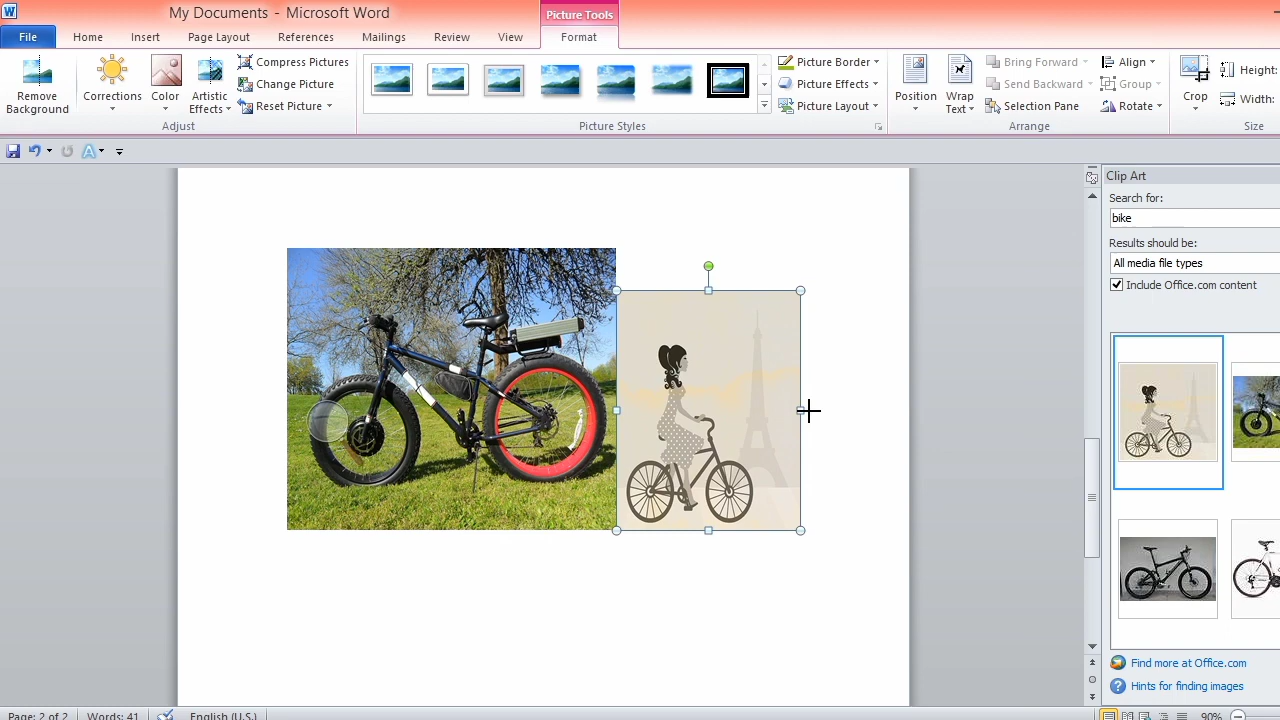 My Documents - Microsoft Word
Picture Tools
File
Home
Insert
Page Layout
References
Mailings
Review
View
Format
Remove Background
Corrections
Color
Artistic Effects
Compress Pictures
Change Picture
Reset Picture
Adjust
Picture Styles
Picture Border
Picture Effects
Picture Layout
Position
Wrap Text
Bring Forward
Send Backward
Selection Pane
Align
Group
Rotate
Arrange
Crop
Height:
Width:
Size
Clip Art
Search for:
bike
Results should be:
All media file types
Include Office.com content
Find more at Office.com
Hints for finding images
Page: 2 of 2
Words: 41
English (U.S.)
90%